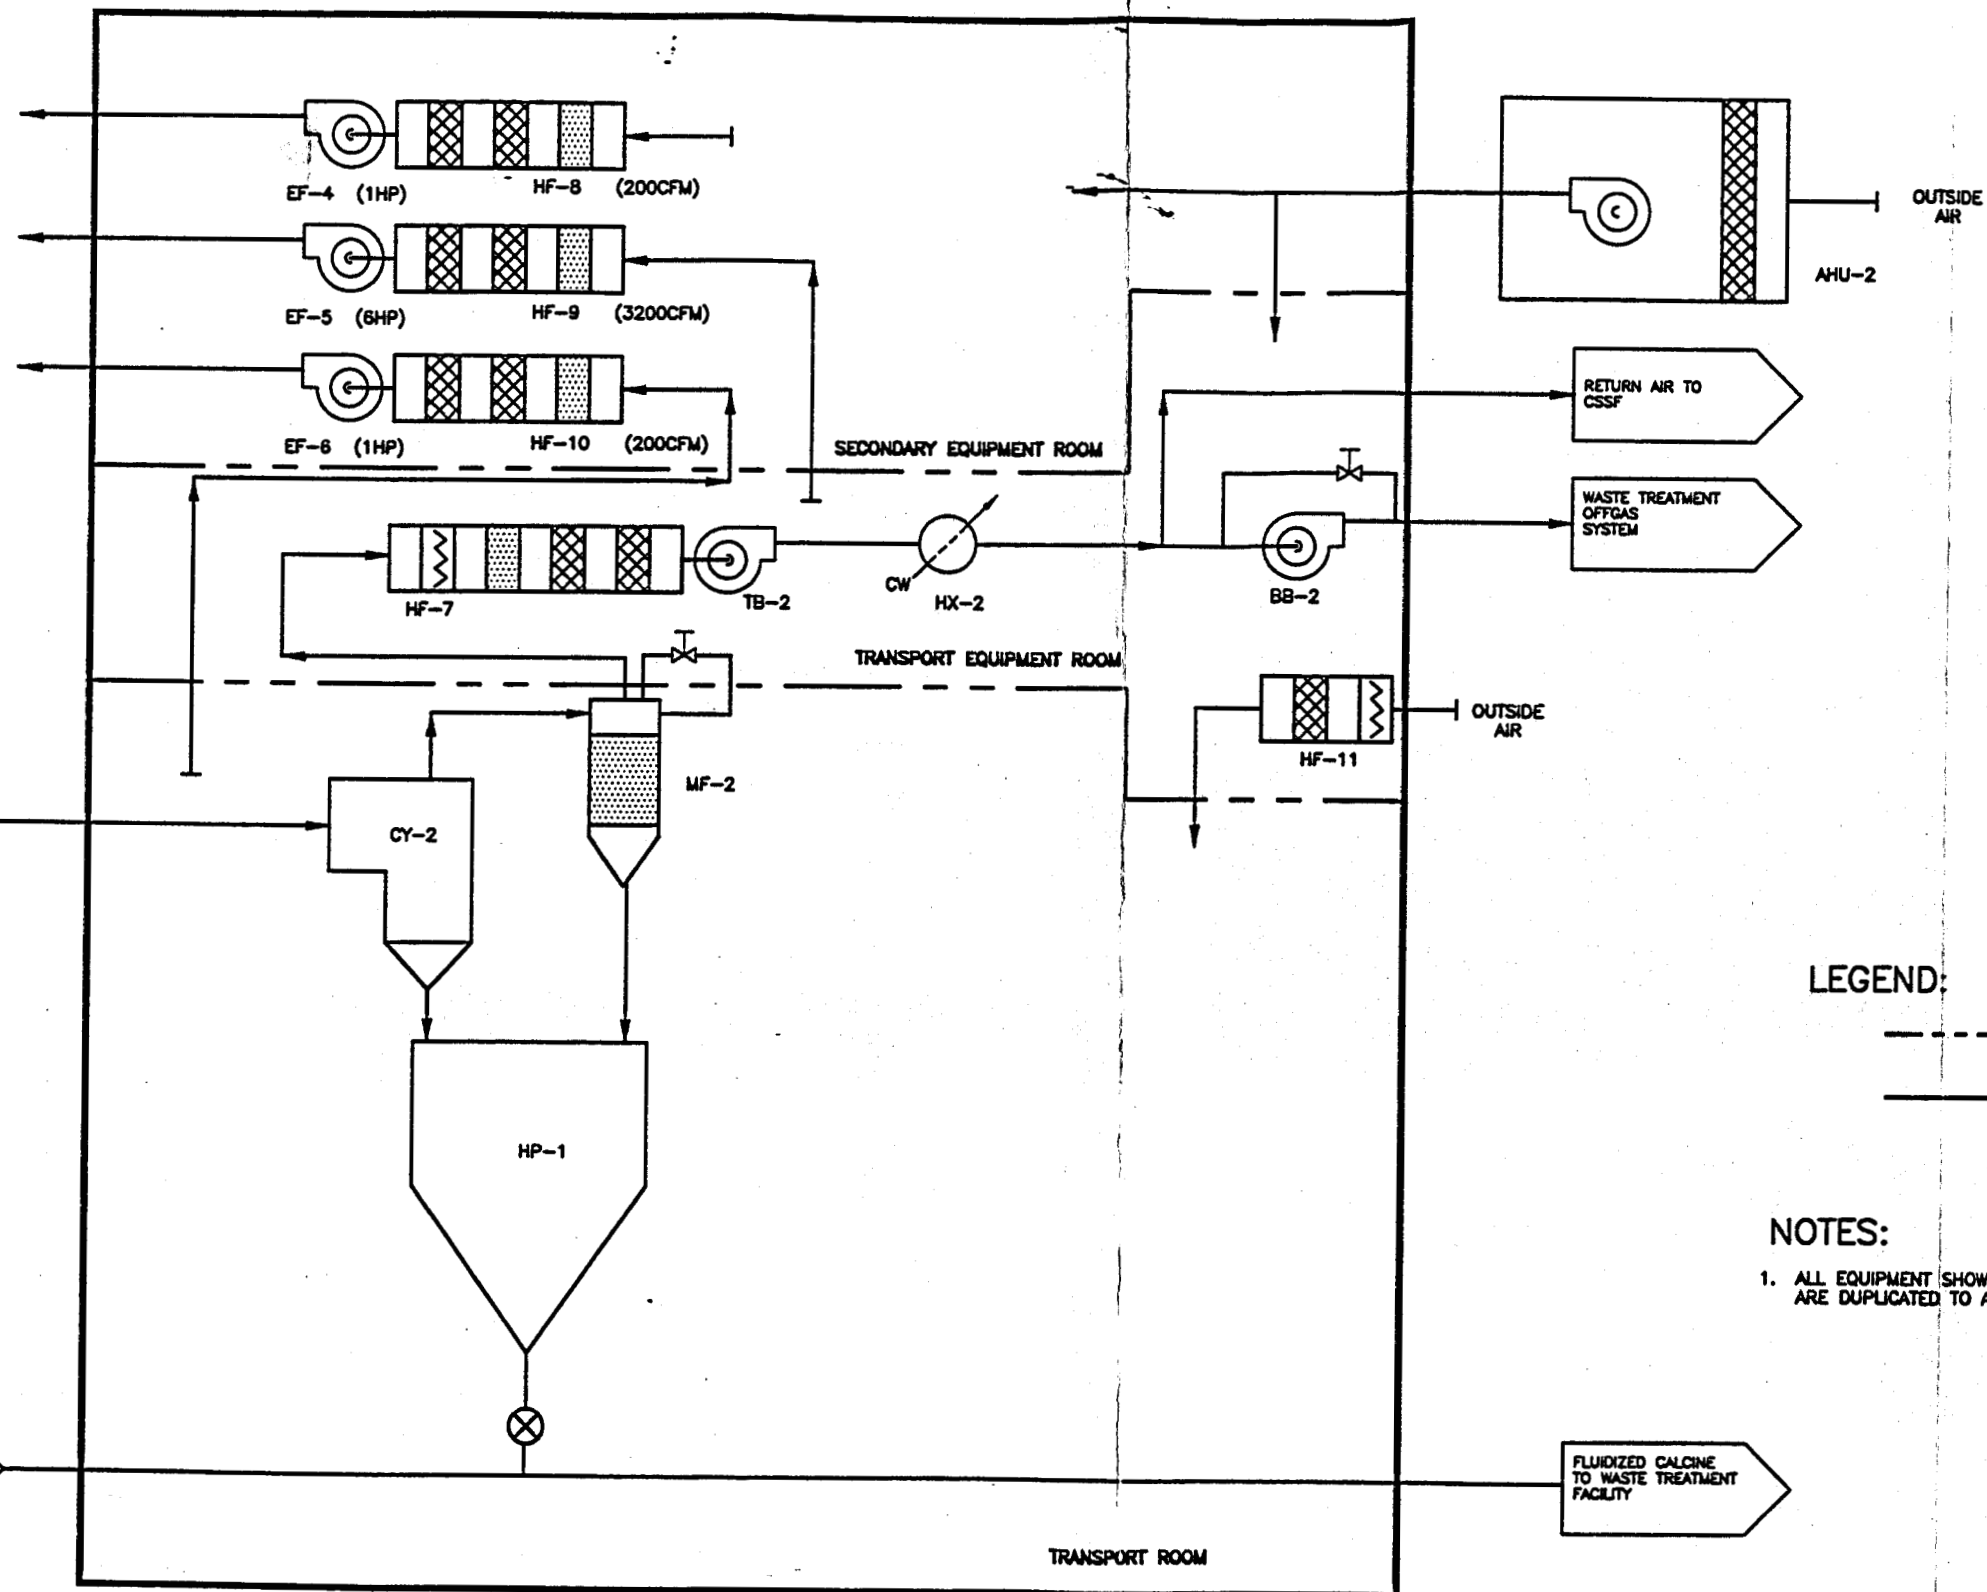 EF-4 (1HP) HF-8 (200CFM)
OUTSIDE
AIR
AHU-2
EF-5 (6HP) HF-9 (3200CFM)
RETURN AIR TO
CSSF
EF-6 (1HP) HF-10 (200CFM)
SECONDARY EQUIPMENT ROOM
WASTE TREATMENT
OFFGAS
SYSTEM
CW
HF-7 TB-2 HX-2 BB-2
TRANSPORT EQUIPMENT ROOM
OUTSIDE
AIR
HF-11
MF-2
CY-2
LEGEND:
HP-1
NOTES:
1. ALL EQUIPMENT SHOW
ARE DUPLICATED TO A
FLUIDIZED CALCINE
TO WASTE TREATMENT
FACILITY
TRANSPORT ROOM